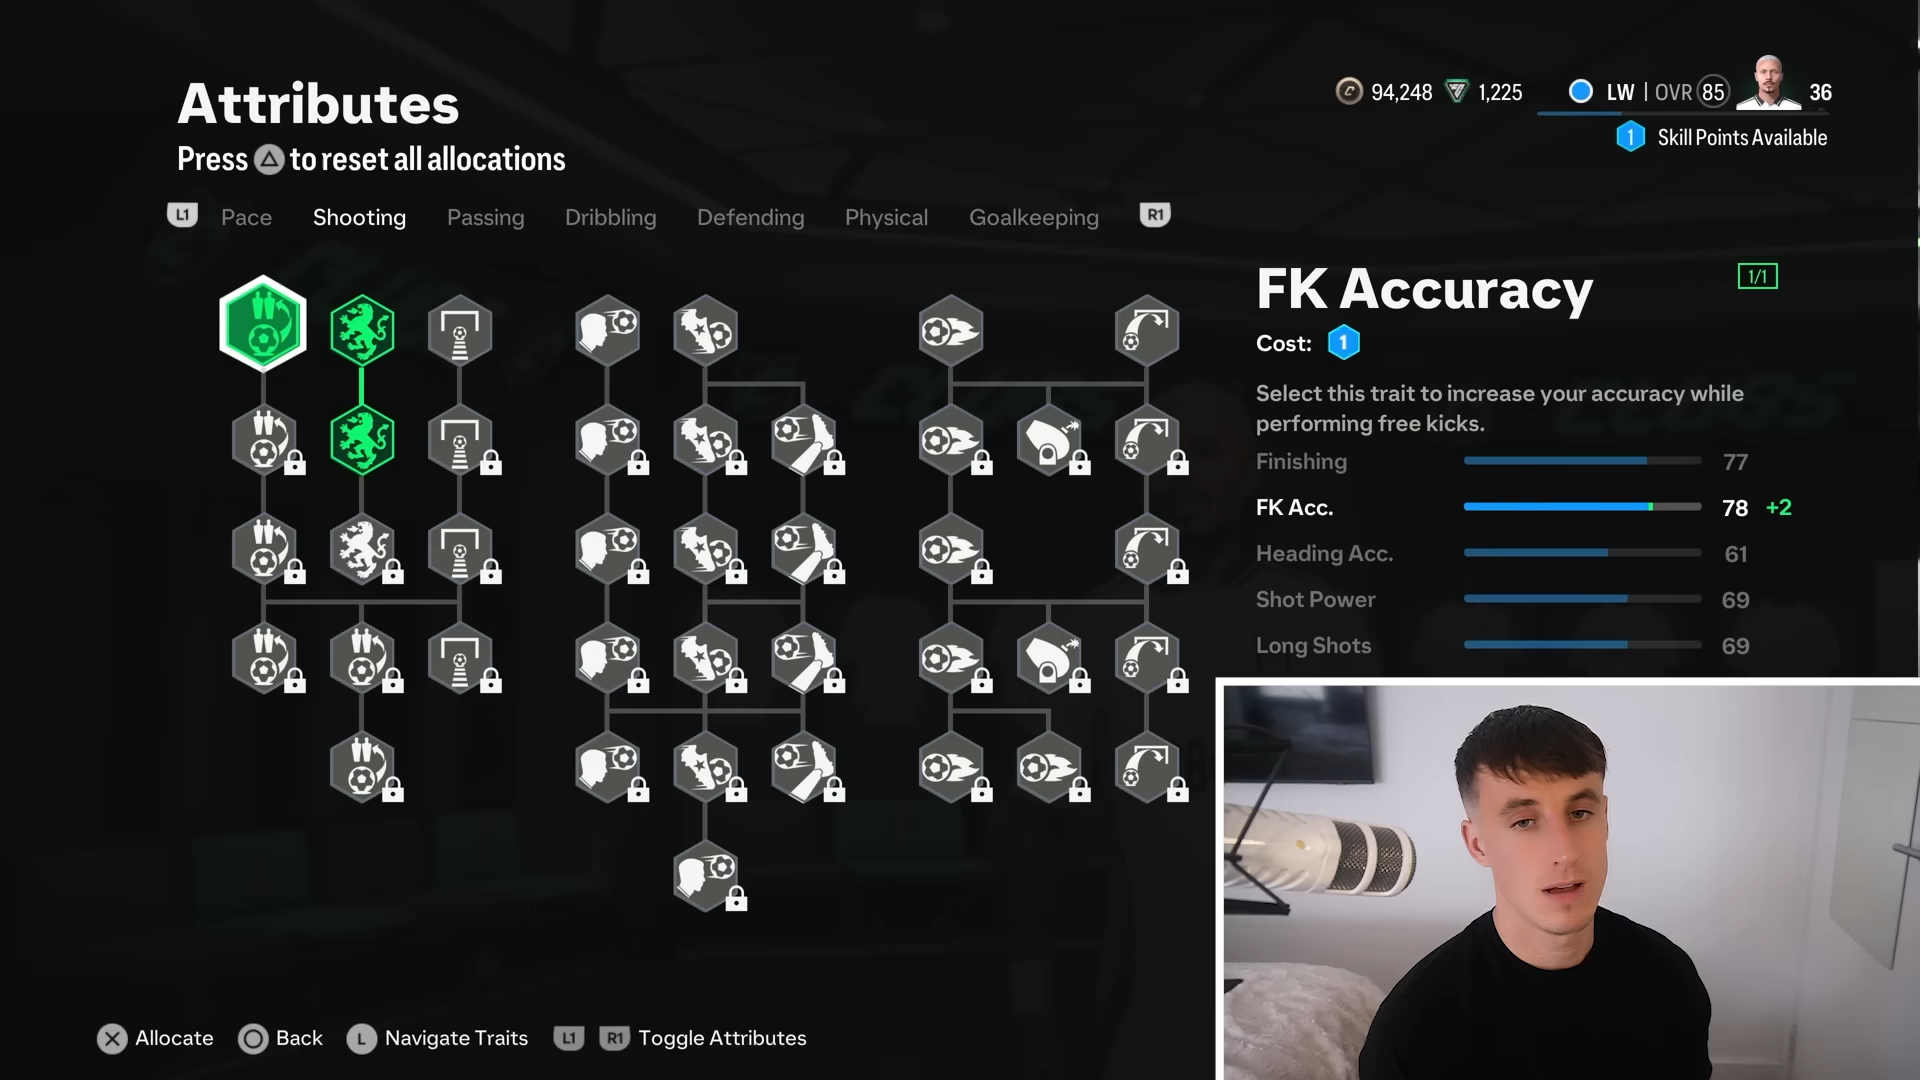 Attributes
Press △ to reset all allocations
94,248 1,225 LW | OVR 85 36
1 Skill Points Available
L1 Pace Shooting Passing Dribbling Defending Physical Goalkeeping R1
FK Accuracy 1/1
Cost: 1
Select this trait to increase your accuracy while
performing free kicks.
Finishing 77
FK Acc. 78 +2
Heading Acc. 61
Shot Power 69
Long Shots 69
Allocate Back L Navigate Traits L1 R1 Toggle Attributes